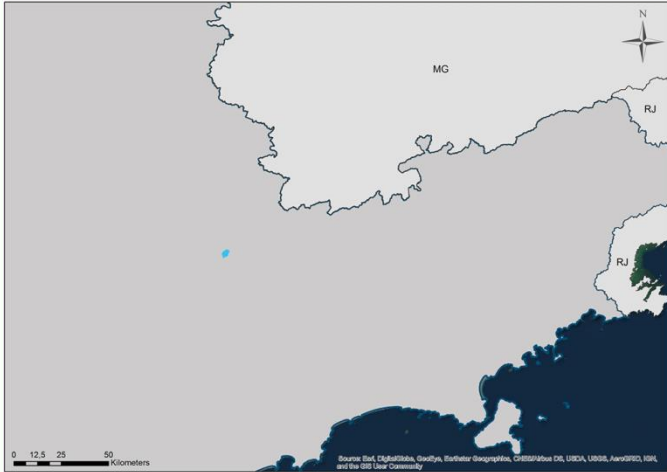 N
MG
RJ
RJ
0 12,5 25 50
Kilometers
Source: Esri, DigitalGlobe, GeoEye, Earthstar Geographics, CNES/Airbus DS, USDA, USGS, AeroGRID, IGN,
and the GIS User Community